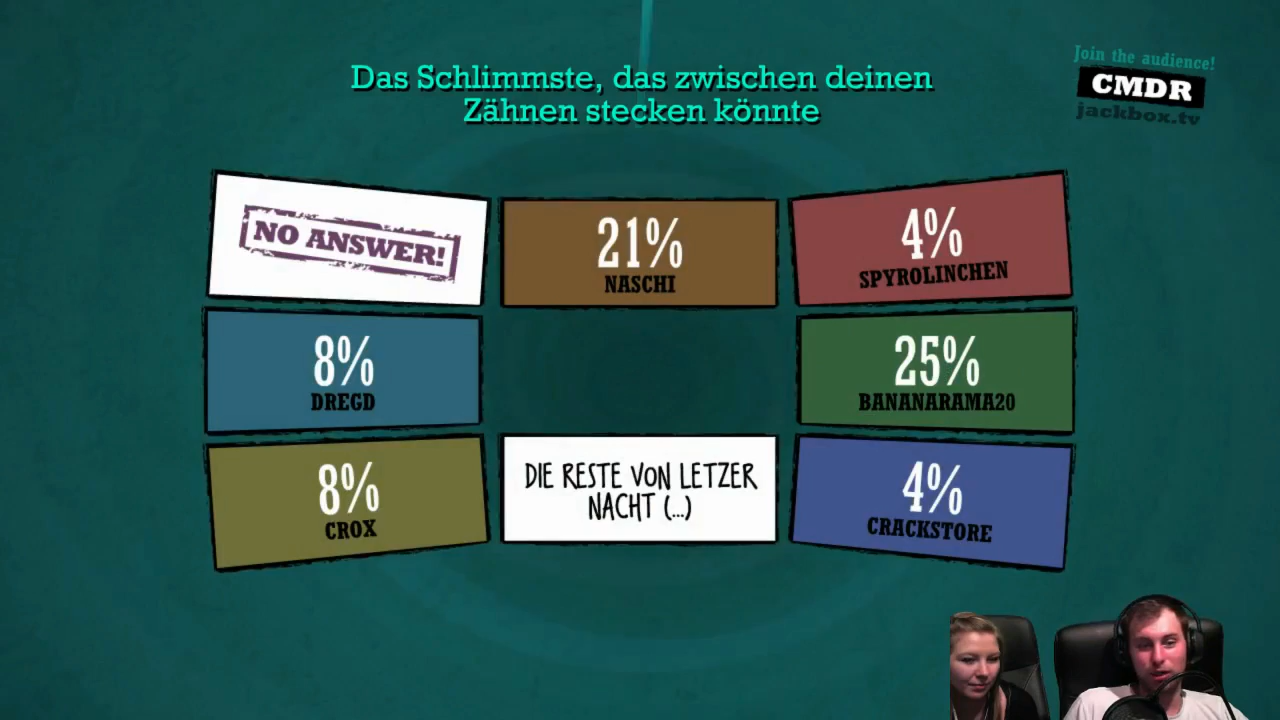 Das Schlimmste, das zwischen deinen
Zähnen stecken könnte
Join the audience!
CMDR
jackbox.tv
NO ANSWER!
21%
NASCHI
4%
SPYROLINCHEN
8%
DREGD
25%
BANANARAMA20
8%
CROX
DIE RESTE VON LETZER
NACHT (...)
4%
CRACKSTORE